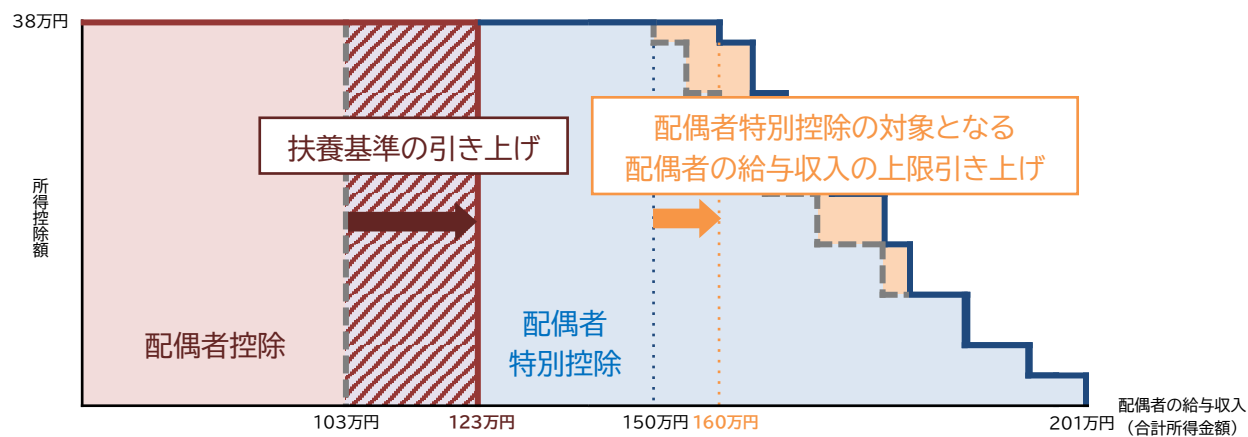 38万円
扶養基準の引き上げ
配偶者特別控除の対象となる
配偶者の給与収入の上限引き上げ
所得控除額
配偶者控除
配偶者
特別控除
103万円
123万円
150万円
160万円
201万円
配偶者の給与収入
(合計所得金額)